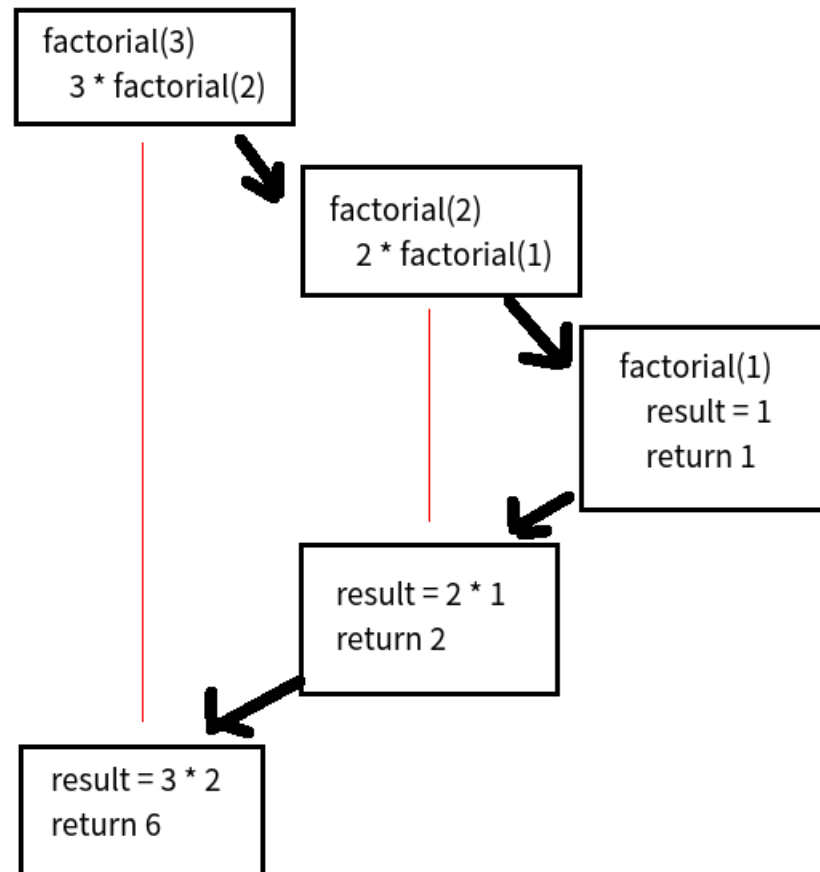 factorial(3)
3 * factorial(2)
factorial(2)
2 * factorial(1)
factorial(1)
result = 1
return 1
result = 2 * 1
return 2
result = 3 * 2
return 6